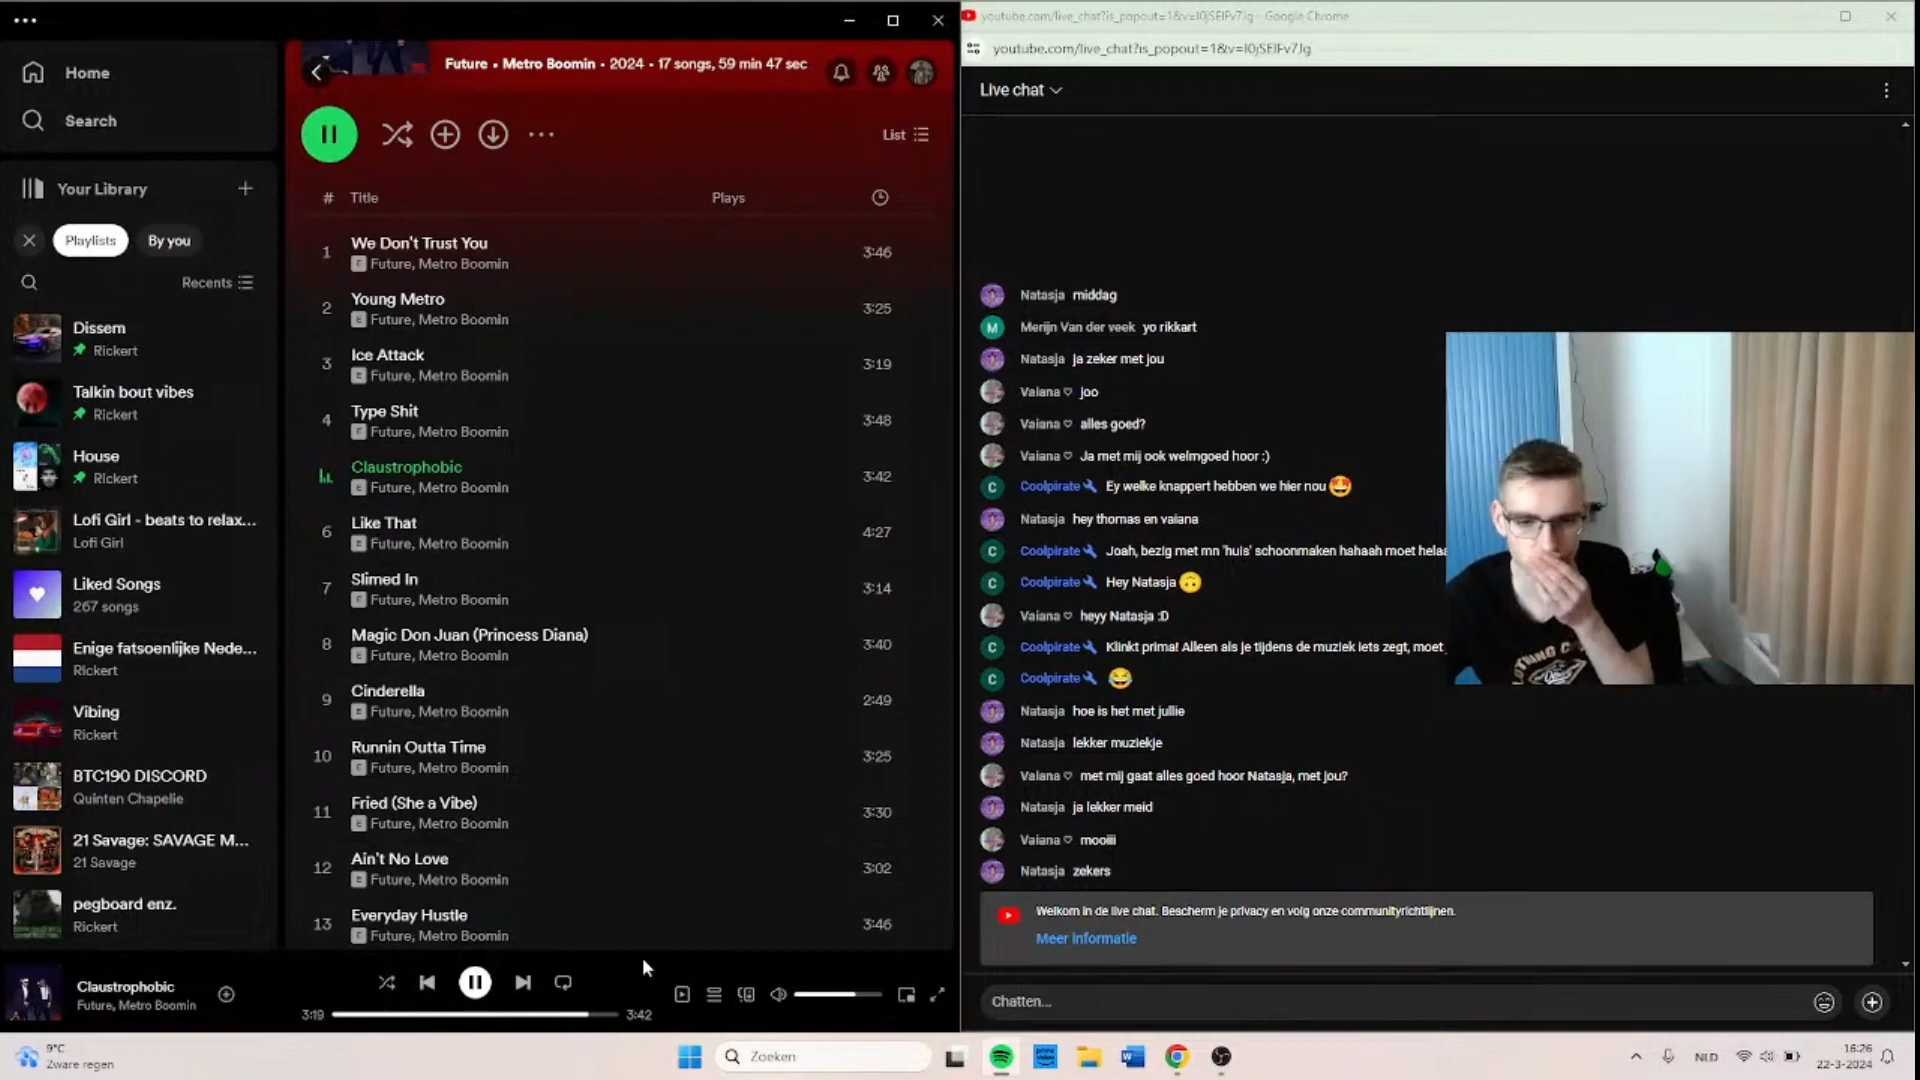 Home
Search
Your Library
Playlists
By you
Recents
Dissem
Rickert
Talkin bout vibes
Rickert
House
Rickert
Lofi Girl - beats to relax...
Lofi Girl
Liked Songs
267 songs
Enige fatsoenlijke Nede...
Rickert
Vibing
Rickert
BTC190 DISCORD
Quinten Chapelie
21 Savage: SAVAGE M...
21 Savage
pegboard enz.
Rickert
Future • Metro Boomin • 2024 • 17 songs, 59 min 47 sec
List
# Title Plays
1 We Don't Trust You 3:46
E Future, Metro Boomin
2 Young Metro 3:25
E Future, Metro Boomin
3 Ice Attack 3:19
E Future, Metro Boomin
4 Type Shit 3:48
E Future, Metro Boomin
Claustrophobic 3:42
E Future, Metro Boomin
6 Like That 4:27
E Future, Metro Boomin
7 Slimed In 3:14
E Future, Metro Boomin
8 Magic Don Juan (Princess Diana) 3:40
E Future, Metro Boomin
9 Cinderella 2:49
E Future, Metro Boomin
10 Runnin Outta Time 3:25
E Future, Metro Boomin
11 Fried (She a Vibe) 3:30
E Future, Metro Boomin
12 Ain't No Love 3:02
E Future, Metro Boomin
13 Everyday Hustle 3:46
E Future, Metro Boomin
Claustrophobic
Future, Metro Boomin
3:19 3:42
youtube.com/live_chat?is_popout=1&v=I0jSEIFv7Jg - Google Chrome
youtube.com/live_chat?is_popout=1&v=I0jSEIFv7Jg
Live chat
Natasja middag
M Merijn Van der veek yo rikkart
Natasja ja zeker met jou
Vaiana ♡ joo
Vaiana ♡ alles goed?
Vaiana ♡ Ja met mij ook welmgoed hoor :)
C Coolpirate Ey welke knappert hebben we hier nou 🤩
Natasja hey thomas en vaiana
C Coolpirate Joah, bezig met mn 'huis' schoonmaken hahaah moet hela
C Coolpirate Hey Natasja 🙃
Vaiana ♡ heyy Natasja :D
C Coolpirate Klinkt prima! Alleen als je tijdens de muziek iets zegt, moet
C Coolpirate 😂
Natasja hoe is het met jullie
Natasja lekker muziekje
Vaiana ♡ met mij gaat alles goed hoor Natasja, met jou?
Natasja ja lekker meid
Vaiana ♡ mooiii
Natasja zekers
Welkom in de live chat. Bescherm je privacy en volg onze communityrichtlijnen.
Meer informatie
Chatten...
9°C
Zware regen
Zoeken
prime video
NLD
16:26
22-3-2024